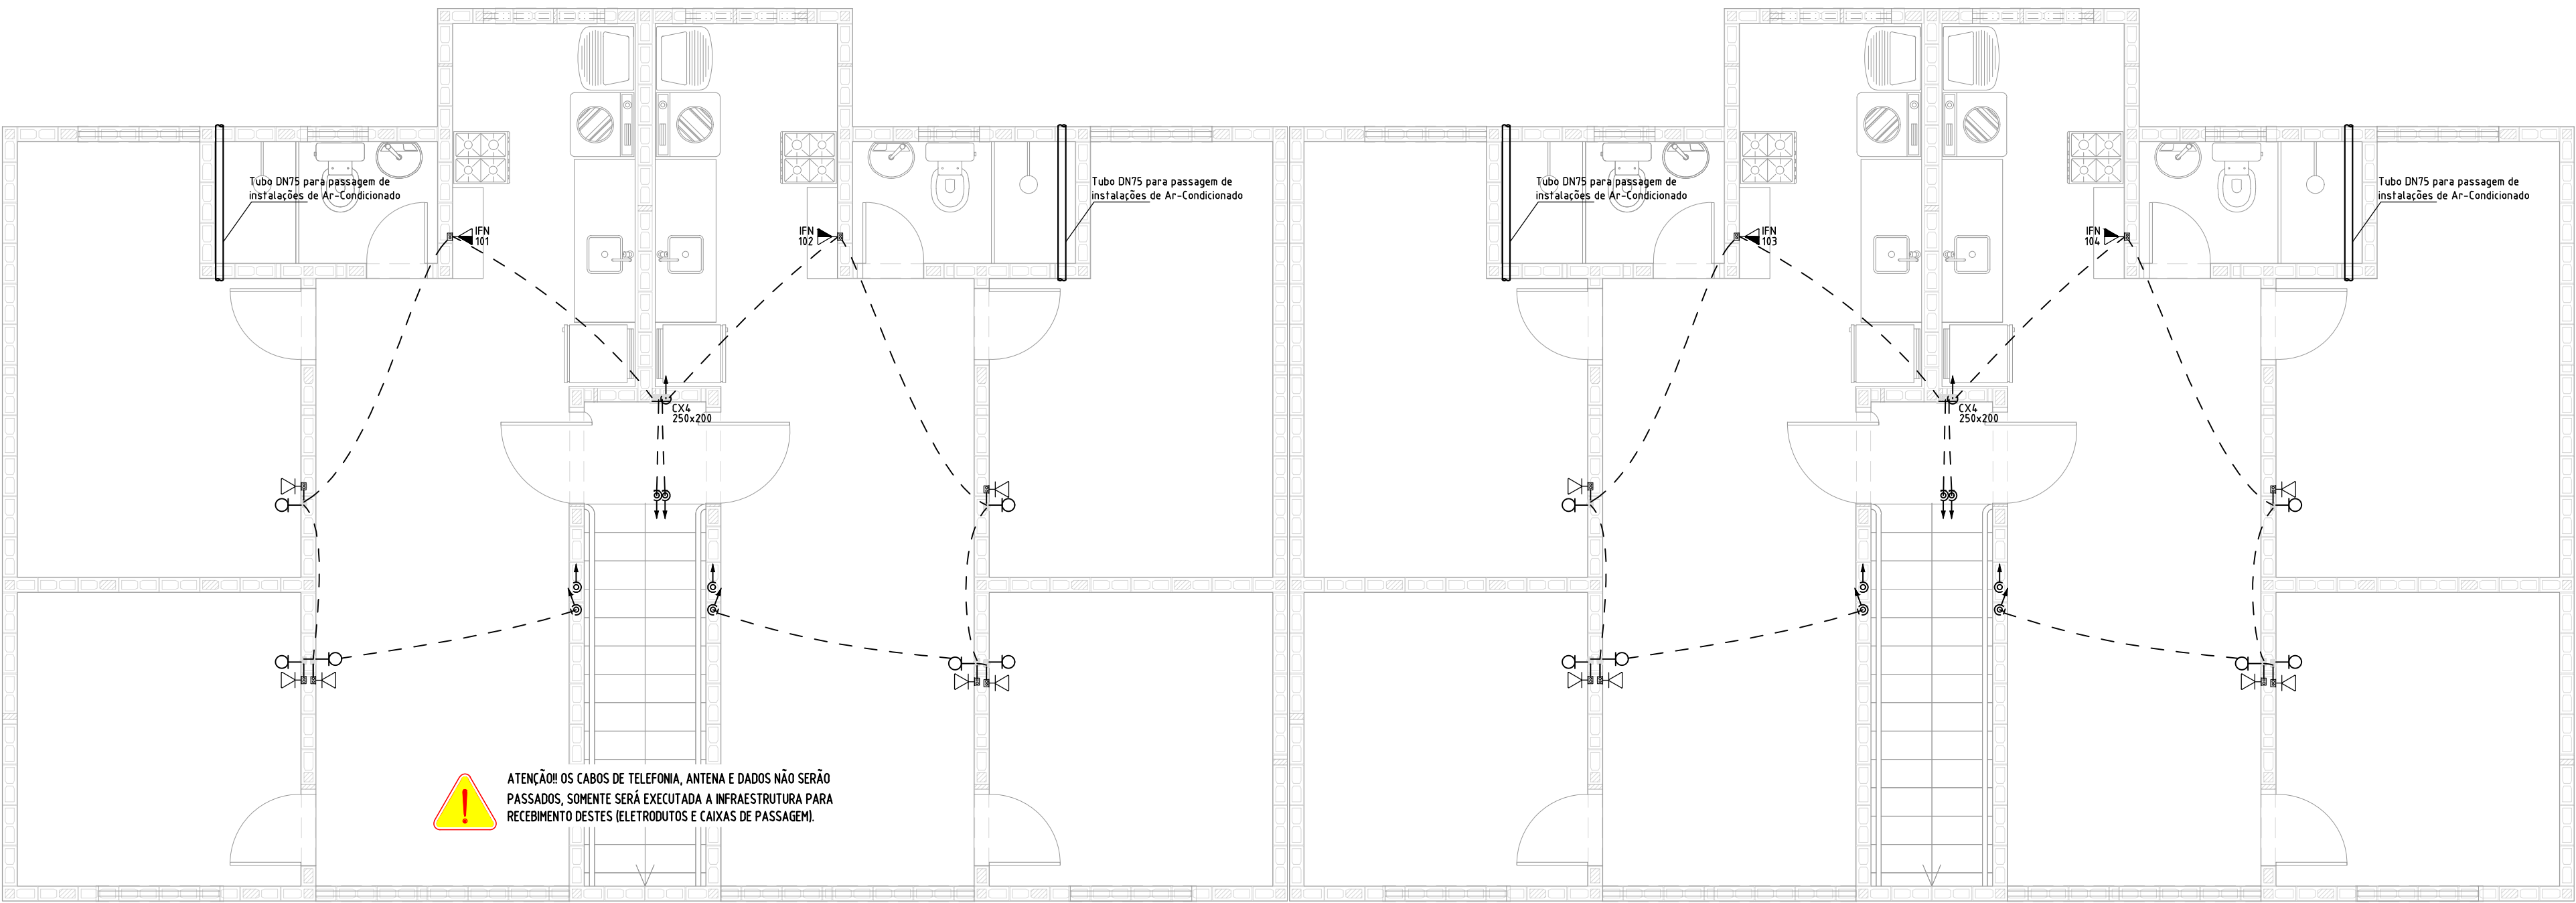 Tubo DN75 para passagem de
instalações de Ar-Condicionado
IFN
101
IFN
102
Tubo DN75 para passagem de
instalações de Ar-Condicionado
Tubo DN75 para passagem de
instalações de Ar-Condicionado
IFN
103
IFN
104
Tubo DN75 para passagem de
instalações de Ar-Condicionado
CX4
250x200
CX4
250x200
ATENÇÃO!! OS CABOS DE TELEFONIA, ANTENA E DADOS NÃO SERÃO
PASSADOS, SOMENTE SERÁ EXECUTADA A INFRAESTRUTURA PARA
RECEBIMENTO DESTES (ELETRODUTOS E CAIXAS DE PASSAGEM).